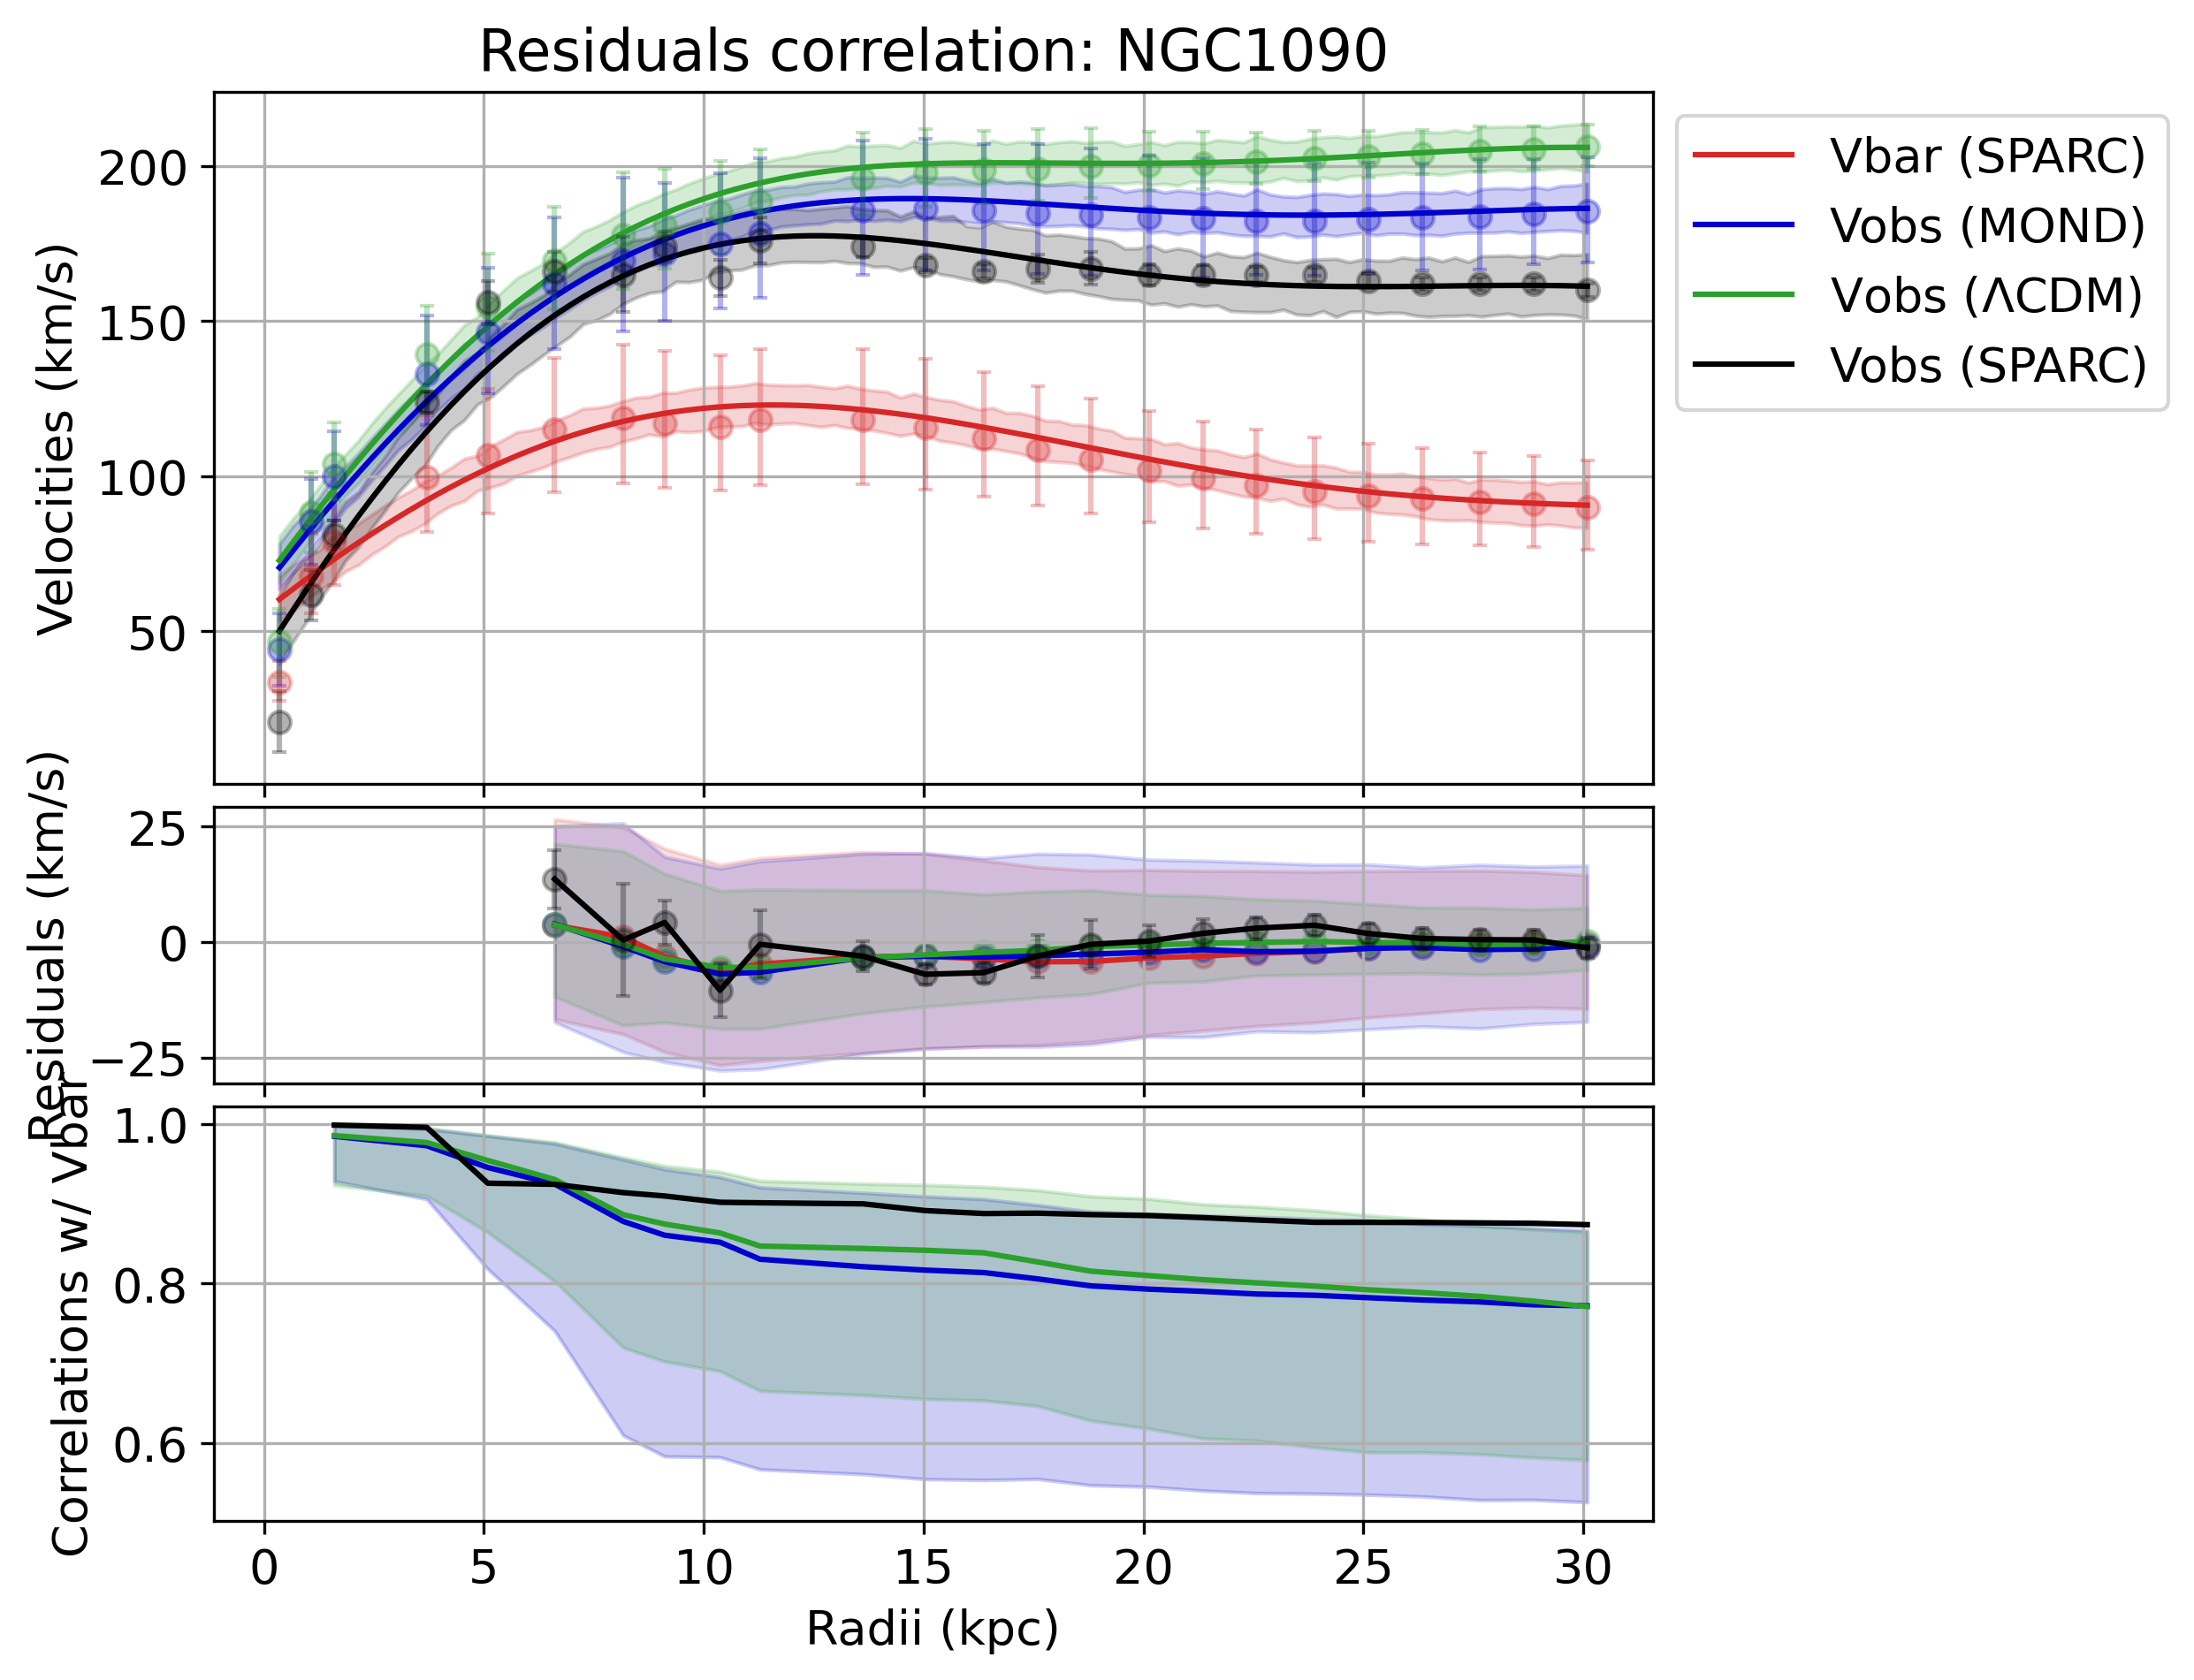 Residuals correlation: NGC1090
Velocities (km/s)
200
150
100
50
Vbar (SPARC)
Vobs (MOND)
Vobs (ΛCDM)
Vobs (SPARC)
Residuals (km/s)
25
0
−25
Correlations w/ Vbar
1.0
0.8
0.6
0 5 10 15 20 25 30
Radii (kpc)